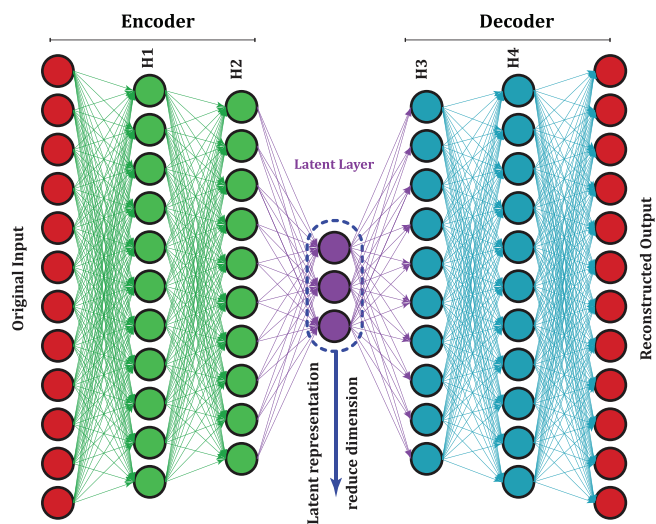 Encoder
Decoder
H1
H2
H3
H4
Latent Layer
Original Input
Reconstructed Output
Latent representation
reduce dimension